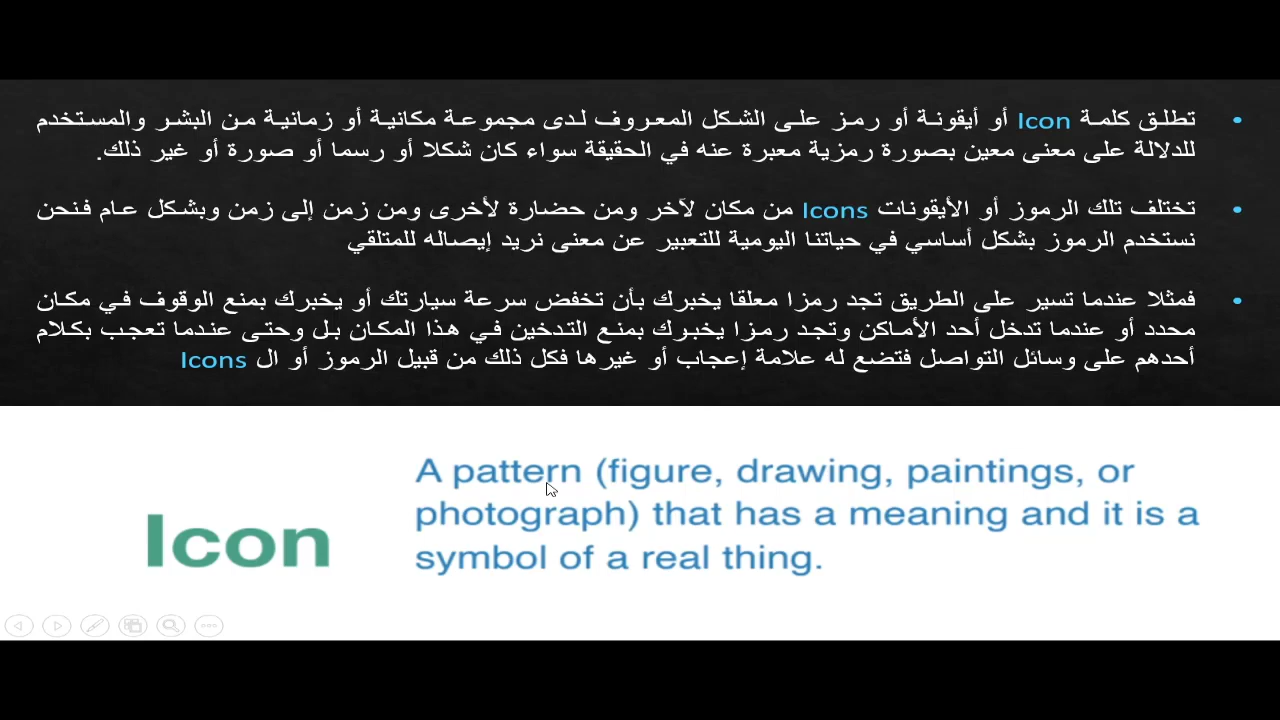 تطلق كلمة Icon أو أيقونة أو رمز على الشكل المعروف لدى مجموعة مكانية أو زمانية من البشر والمستخدم
للدلالة على معنى معين بصورة رمزية معبرة عنه في الحقيقة سواء كان شكلا أو رسما أو صورة أو غير ذلك.
تختلف تلك الرموز أو الأيقونات Icons من مكان لآخر ومن حضارة لأخرى ومن زمن إلى زمن وبشكل عام فنحن
نستخدم الرموز بشكل أساسي في حياتنا اليومية للتعبير عن معنى نريد إيصاله للمتلقي
فمثلا عندما تسير على الطريق تجد رمزا معلقا يخبرك بأن تخفض سرعة سيارتك أو يخبرك بمنع الوقوف في مكان
محدد أو عندما تدخل أحد الأماكن وتجد رمزا يخبرك بمنع التدخين في هذا المكان بل وحتى عندما تعجب بكلام
أحدهم على وسائل التواصل فتضع له علامة إعجاب أو غيرها فكل ذلك من قبيل الرموز أو ال Icons
Icon
A pattern (figure, drawing, paintings, or
photograph) that has a meaning and it is a
symbol of a real thing.